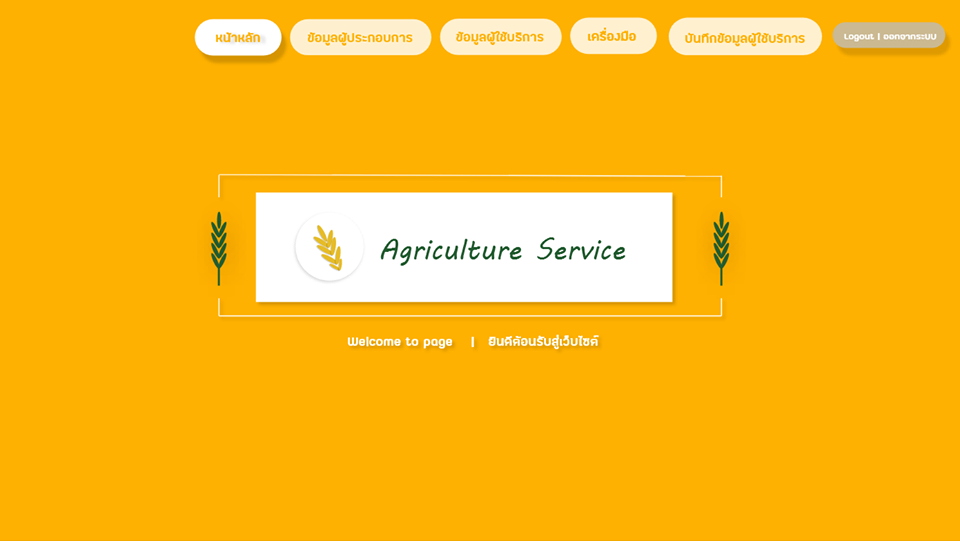 หน้าหลัก
ข้อมูลผู้ประกอบการ
ข้อมูลผู้ใช้บริการ
เครื่องมือ
บันทึกข้อมูลผู้ใช้บริการ
Logout | ออกจากระบบ
Agriculture Service
Welcome to page | ยินดีต้อนรับสู่เว็บไซต์